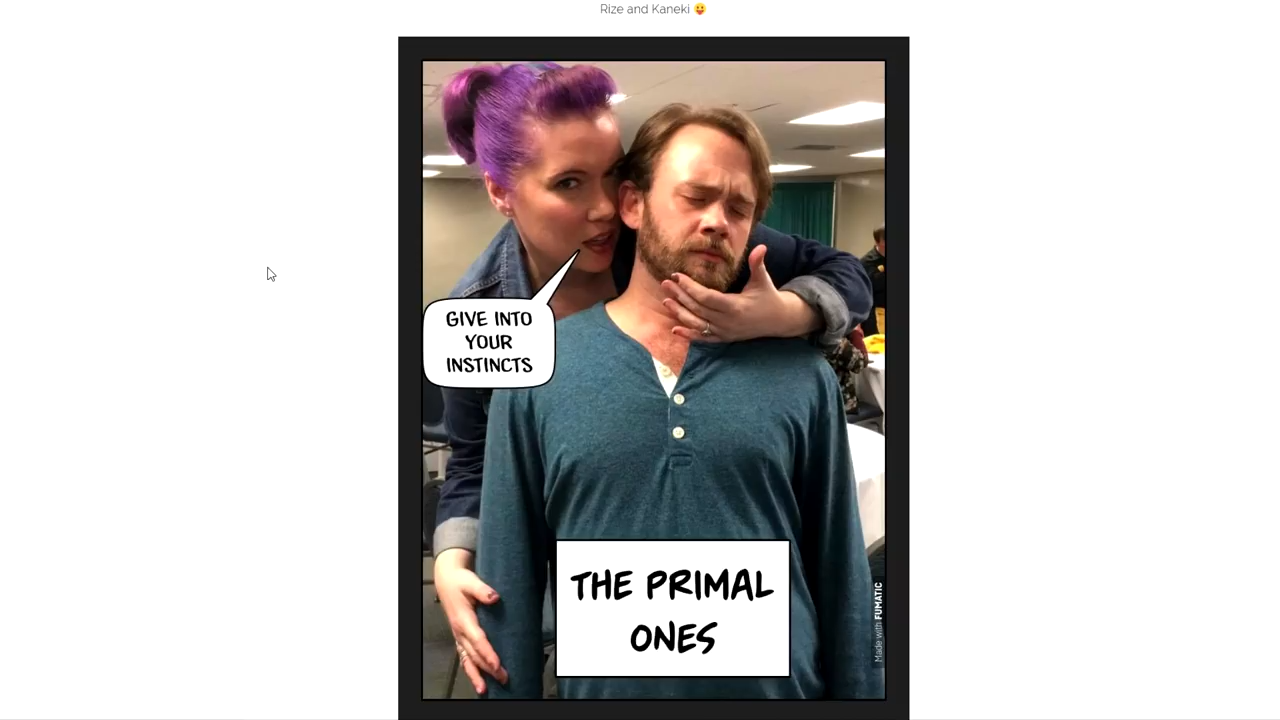 Rize and Kaneki 😛
GIVE INTO
YOUR
INSTINCTS
THE PRIMAL
ONES
Made with FUMATIC